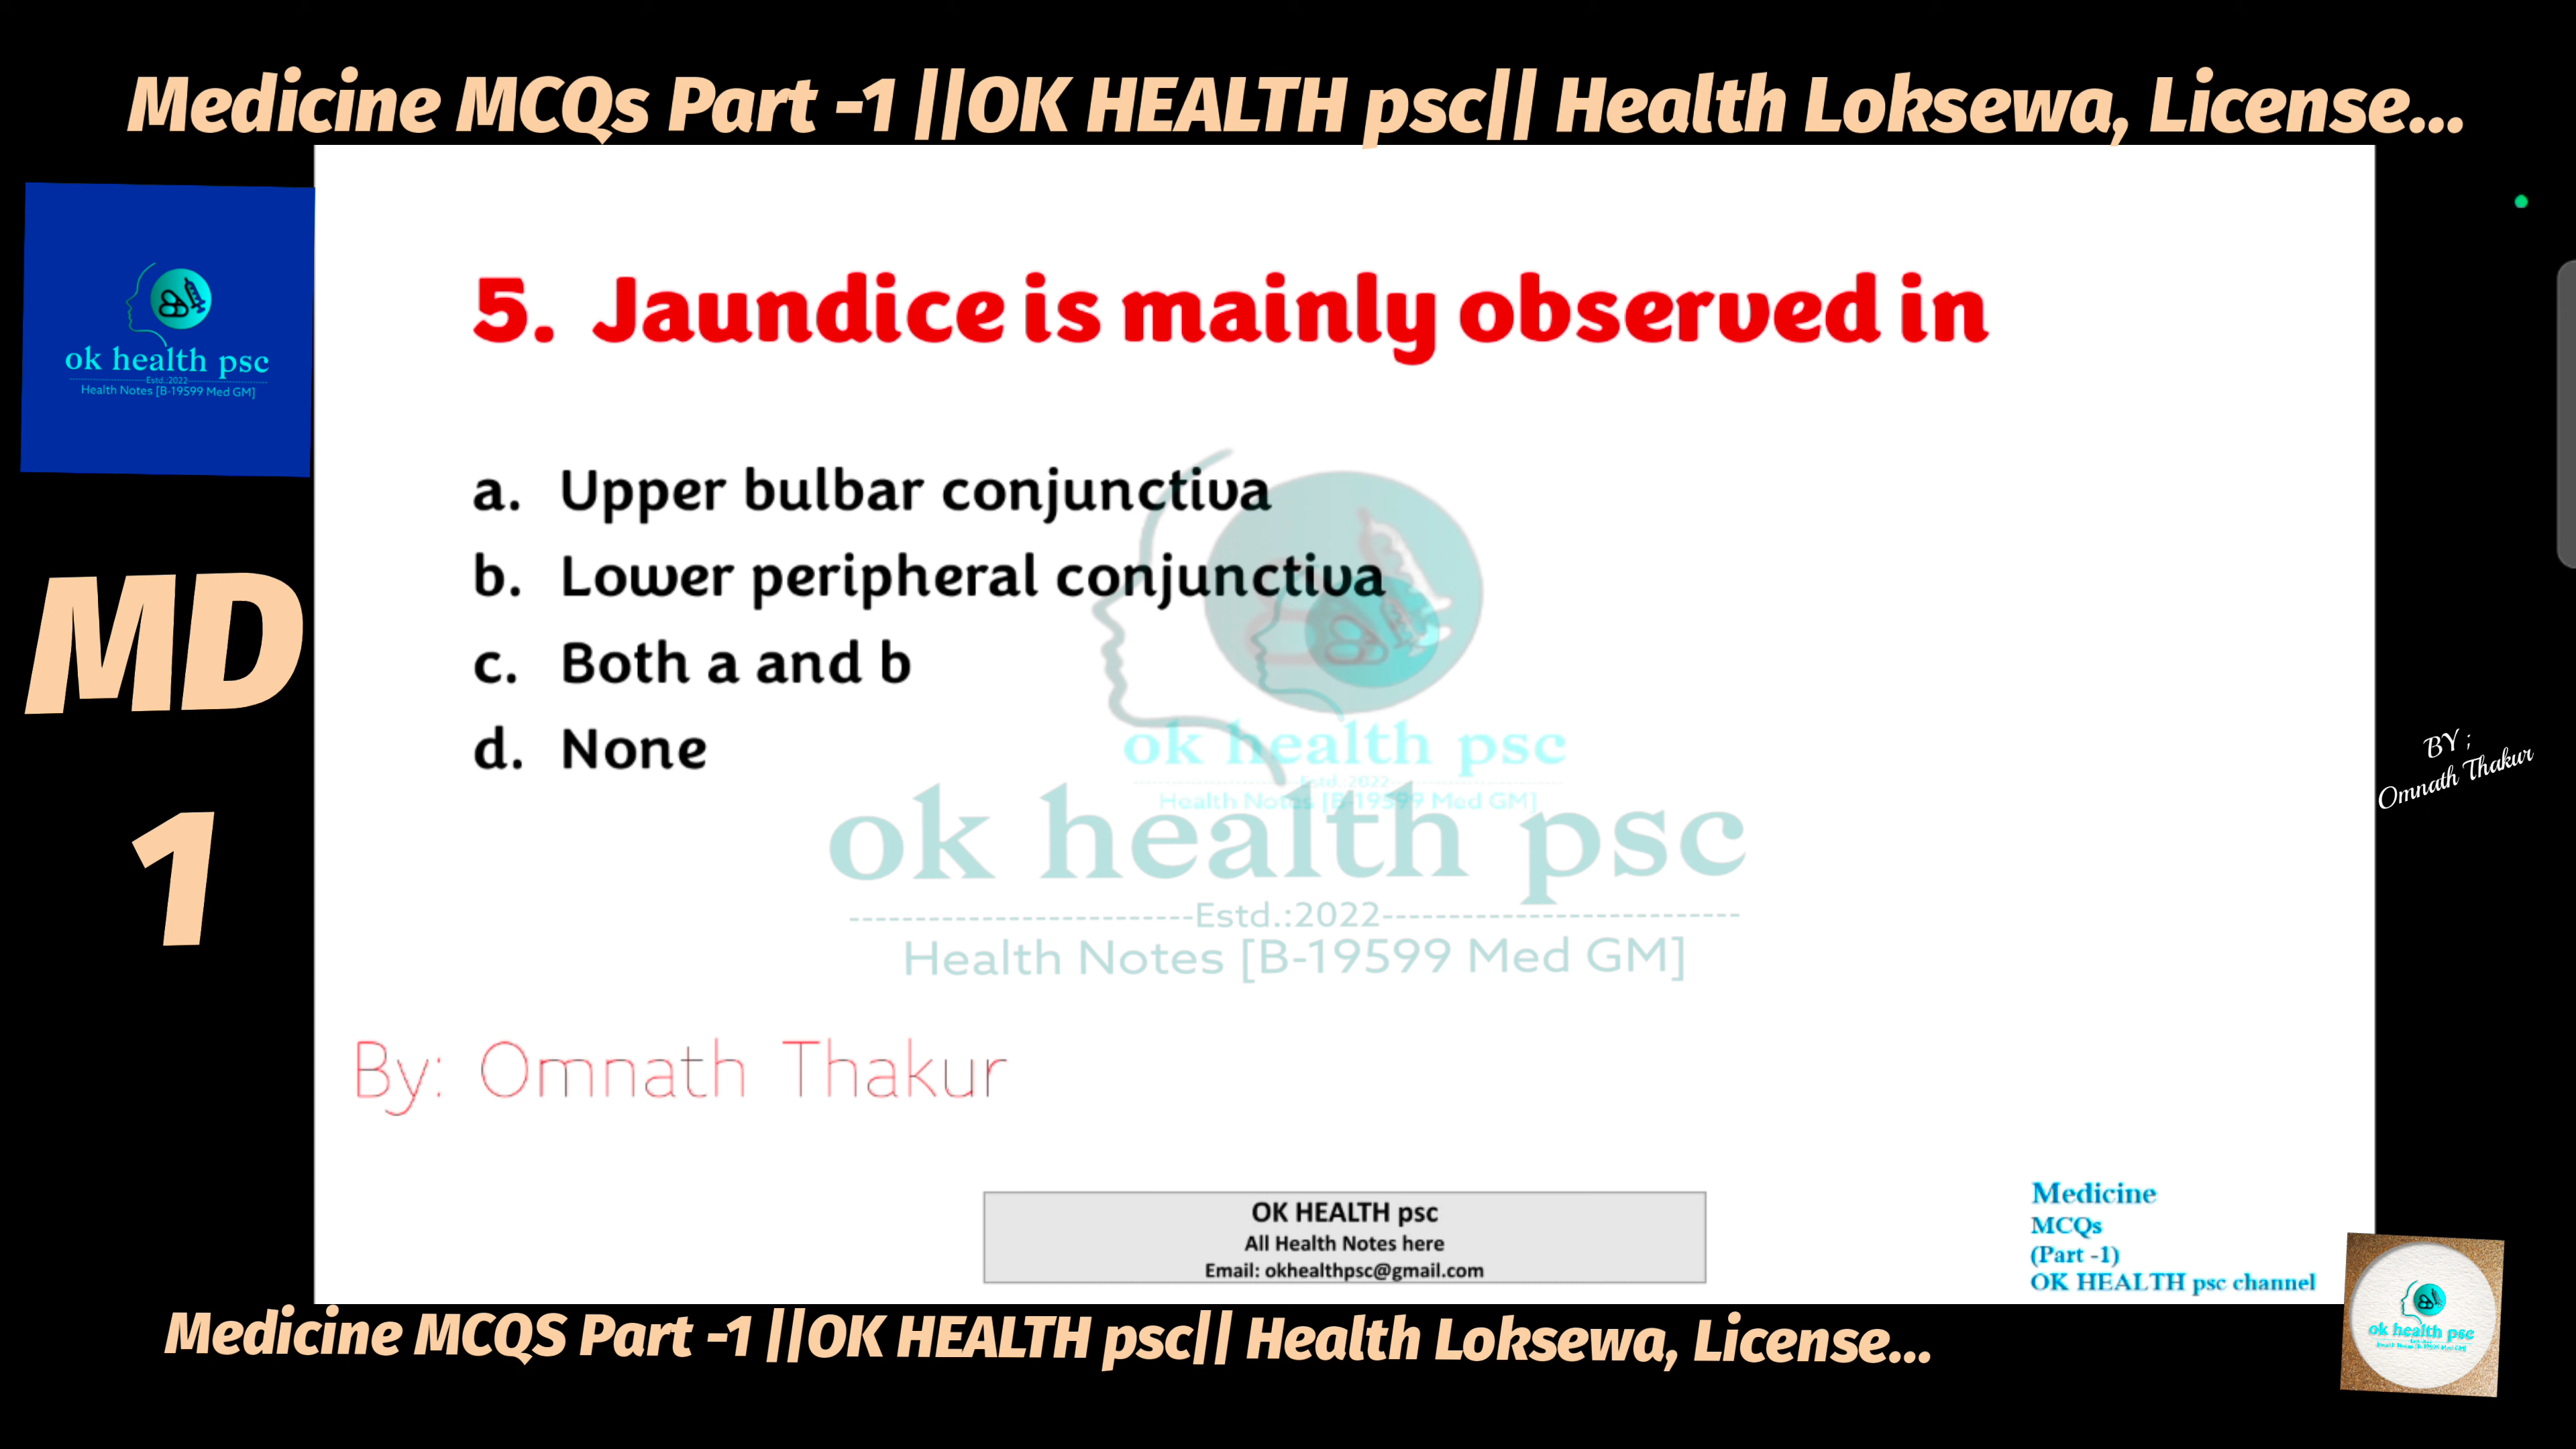 Medicine MCQs Part -1 ||OK HEALTH psc|| Health Loksewa, License...
ok health psc
Estd.:2022
Health Notes [B-19599 Med GM]
MD
1
5. Jaundice is mainly observed in
a. Upper bulbar conjunctiva
b. Lower peripheral conjunctiva
c. Both a and b
d. None
ok health psc
Estd.:2022
Health Notes [B-19599 Med GM]
ok health psc
Estd.:2022
Health Notes [B-19599 Med GM]
BY ;
Omnath Thakur
By: Omnath Thakur
OK HEALTH psc
All Health Notes here
Email: okhealthpsc@gmail.com
Medicine
MCQs
(Part -1)
OK HEALTH psc channel
ok health psc
Medicine MCQS Part -1 ||OK HEALTH psc|| Health Loksewa, License...